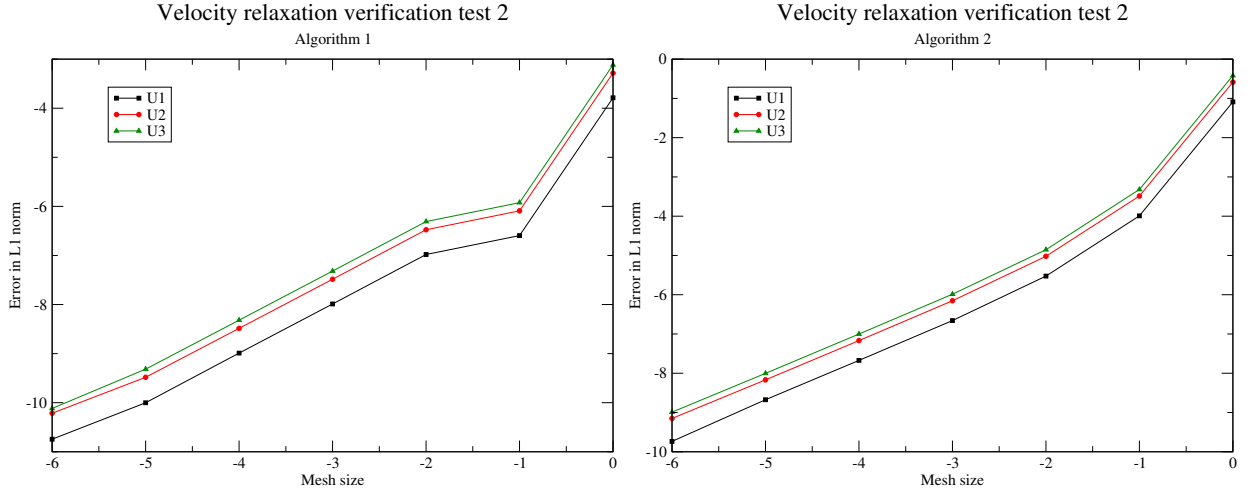 Velocity relaxation verification test 2
Algorithm 1
U1
U2
U3
Error in L1 norm
-4
-6
-8
-10
-6 -5 -4 -3 -2 -1 0
Mesh size
Velocity relaxation verification test 2
Algorithm 2
U1
U2
U3
Error in L1 norm
0
-2
-4
-6
-8
-10
-6 -5 -4 -3 -2 -1 0
Mesh size